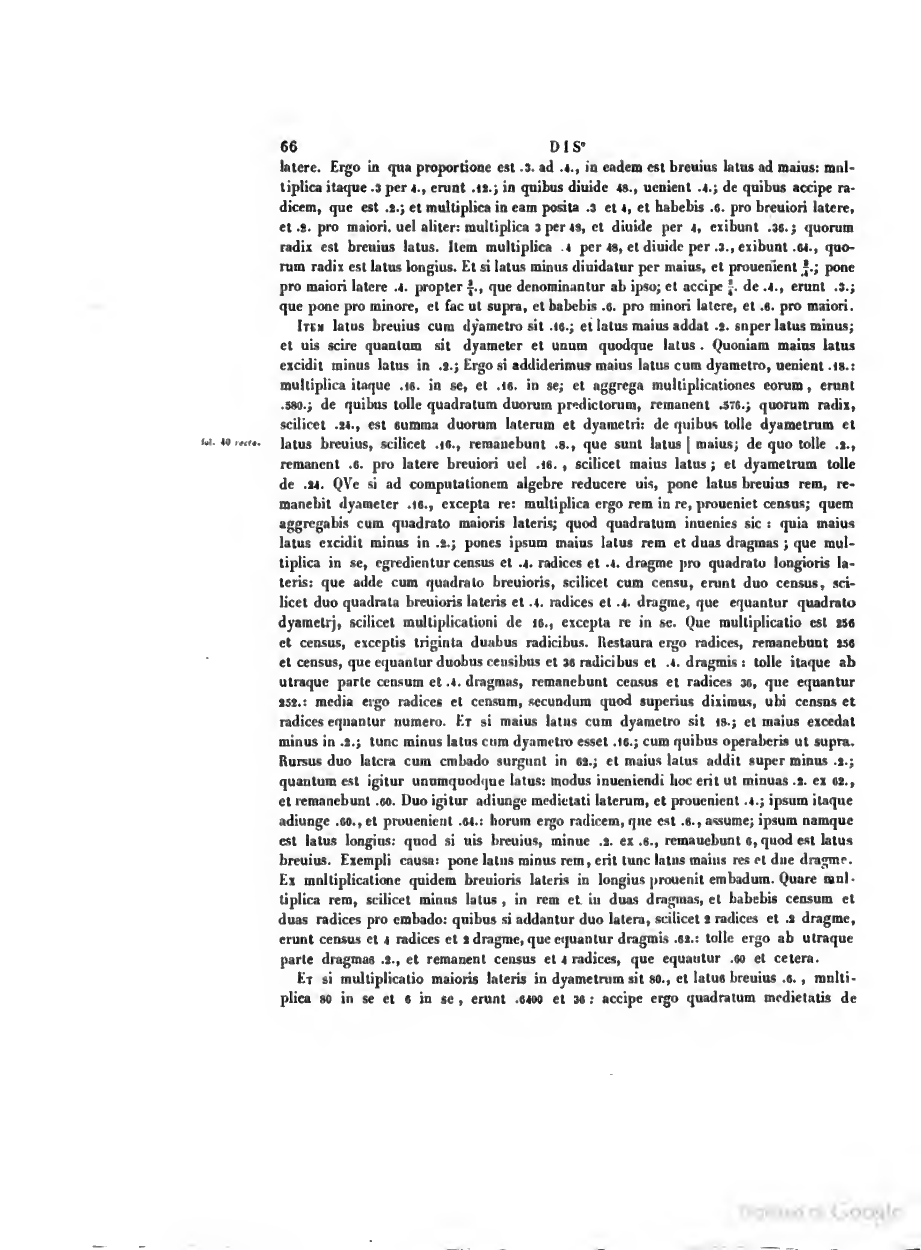 66 DIS⁹
latere. Ergo in qua proportione est .3. ad .4., in eadem est breuius latus ad maius: mul-
tiplica itaque .3 per 4., erunt .12.; in quibus diuide 48., uenient .4.; de quibus accipe ra-
dicem, que est .2.; et multiplica in eam posita .3 et 4, et habebis .6. pro breuiori latere,
et .8. pro maiori. uel aliter: multiplica 3 per 48, et diuide per 4, exibunt .36.; quorum
radix est breuius latus. Item multiplica .4 per 48, et diuide per .3., exibunt .64., quo-
rum radix est latus longius. Et si latus minus diuidatur per maius, et prouenient ¾.; pone
pro maiori latere .4. propter ¾., que denominantur ab ipso; et accipe ¾. de .4., erunt .3.;
que pone pro minore, et fac ut supra, et habebis .6. pro minori latere, et .8. pro maiori.
Item latus breuius cum dyametro sit .16.; et latus maius addat .2. super latus minus;
et uis scire quantum sit dyameter et unum quodque latus. Quoniam maius latus
excidit minus latus in .2.; Ergo si addiderimus maius latus cum dyametro, uenient .18.:
multiplica itaque .16. in se, et .16. in se; et aggrega multiplicationes eorum, erunt
.580.; de quibus tolle quadratum duorum predictorum, remanent .576.; quorum radix,
scilicet .24., est summa duorum laterum et dyametri: de quibus tolle dyametrum et
fol. 40 recto.
latus breuius, scilicet .16., remanebunt .8., que sunt latus | maius; de quo tolle .2.,
remanent .6. pro latere breuiori uel .16., scilicet maius latus; et dyametrum tolle
de .24. QVe si ad computationem algebre reducere uis, pone latus breuius rem, re-
manebit dyameter .16., excepta re: multiplica ergo rem in re, proueniet census; quem
aggregabis cum quadrato maioris lateris; quod quadratum inuenies sic: quia maius
latus excidit minus in .2.; pones ipsum maius latus rem et duas dragmas; que mul-
tiplica in se, egredientur census et .4. radices et .4. dragme pro quadrato longioris la-
teris: que adde cum quadrato breuioris, scilicet cum censu, erunt duo census, sci-
licet duo quadrata breuioris lateris et .4. radices et .4. dragme, que equantur quadrato
dyametrj, scilicet multiplicationi de 16., excepta re in se. Que multiplicatio est 256
et census, exceptis triginta duabus radicibus. Restaura ergo radices, remanebunt 256
et census, que equantur duobus censibus et 36 radicibus et .4. dragmis: tolle itaque ab
utraque parte censum et .4. dragmas, remanebunt census et radices 36, que equantur
252.: media ergo radices et censum, secundum quod superius diximus, ubi census et
radices equantur numero. Et si maius latus cum dyametro sit 18.; et maius excedat
minus in .2.; tunc minus latus cum dyametro esset .16.; cum quibus operaberis ut supra.
Rursus duo latera cum embado surgunt in 62.; et maius latus addit super minus .2.;
quantum est igitur unumquodque latus: modus inueniendi hoc erit ut minuas .2. ex 62.,
et remanebunt .60. Duo igitur adiunge medietati laterum, et prouenient .4.; ipsum itaque
adiunge .60., et prouenient .64.: horum ergo radicem, que est .8., assume; ipsum namque
est latus longius: quod si uis breuius, minue .2. ex .8., remanebunt 6, quod est latus
breuius. Exempli causa: pone latus minus rem, erit tunc latus maius res et due dragme.
Ex multiplicatione quidem breuioris lateris in longius prouenit embadum. Quare mul-
tiplica rem, scilicet minus latus, in rem et in duas dragmas, et habebis censum et
duas radices pro embado: quibus si addantur duo latera, scilicet 2 radices et .2 dragme,
erunt census et 4 radices et 2 dragme, que equantur dragmis .62.: tolle ergo ab utraque
parte dragmas .2., et remanent census et 4 radices, que equantur .60 et cetera.
Et si multiplicatio maioris lateris in dyametrum sit 80., et latus breuius .6., multi-
plica 80 in se et 6 in se, erunt .6400 et 36: accipe ergo quadratum medietatis de
Digitized by Google